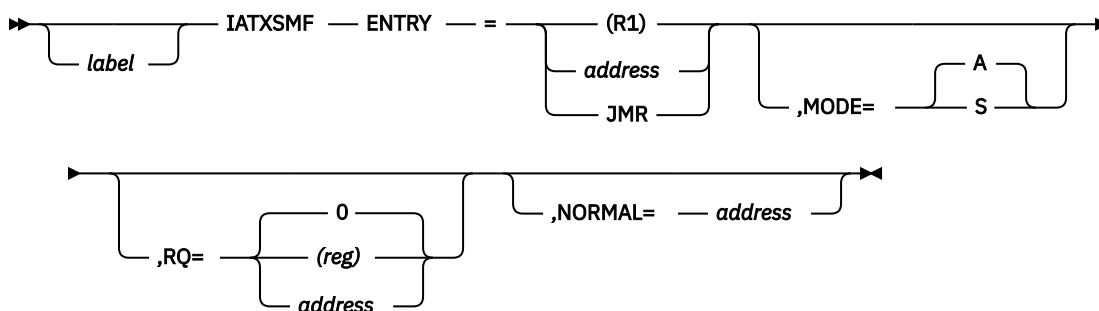 IATXSMF ENTRY = (R1)
label
address
JMR
,MODE= A
S
,RQ= 0
(reg)
address
,NORMAL= address